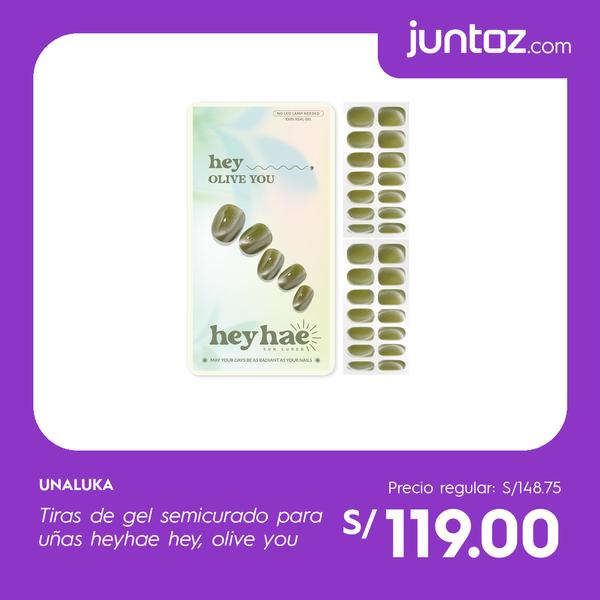 juntoz.com
NO LED LAMP NEEDED
100% REAL GEL
hey ,
OLIVE YOU
heyhae
SUN CURED
MAY YOUR DAYS BE AS RADIANT AS YOUR NAILS
UNALUKA
Tiras de gel semicurado para
uñas heyhae hey, olive you
Precio regular: S/148.75
S/119.00